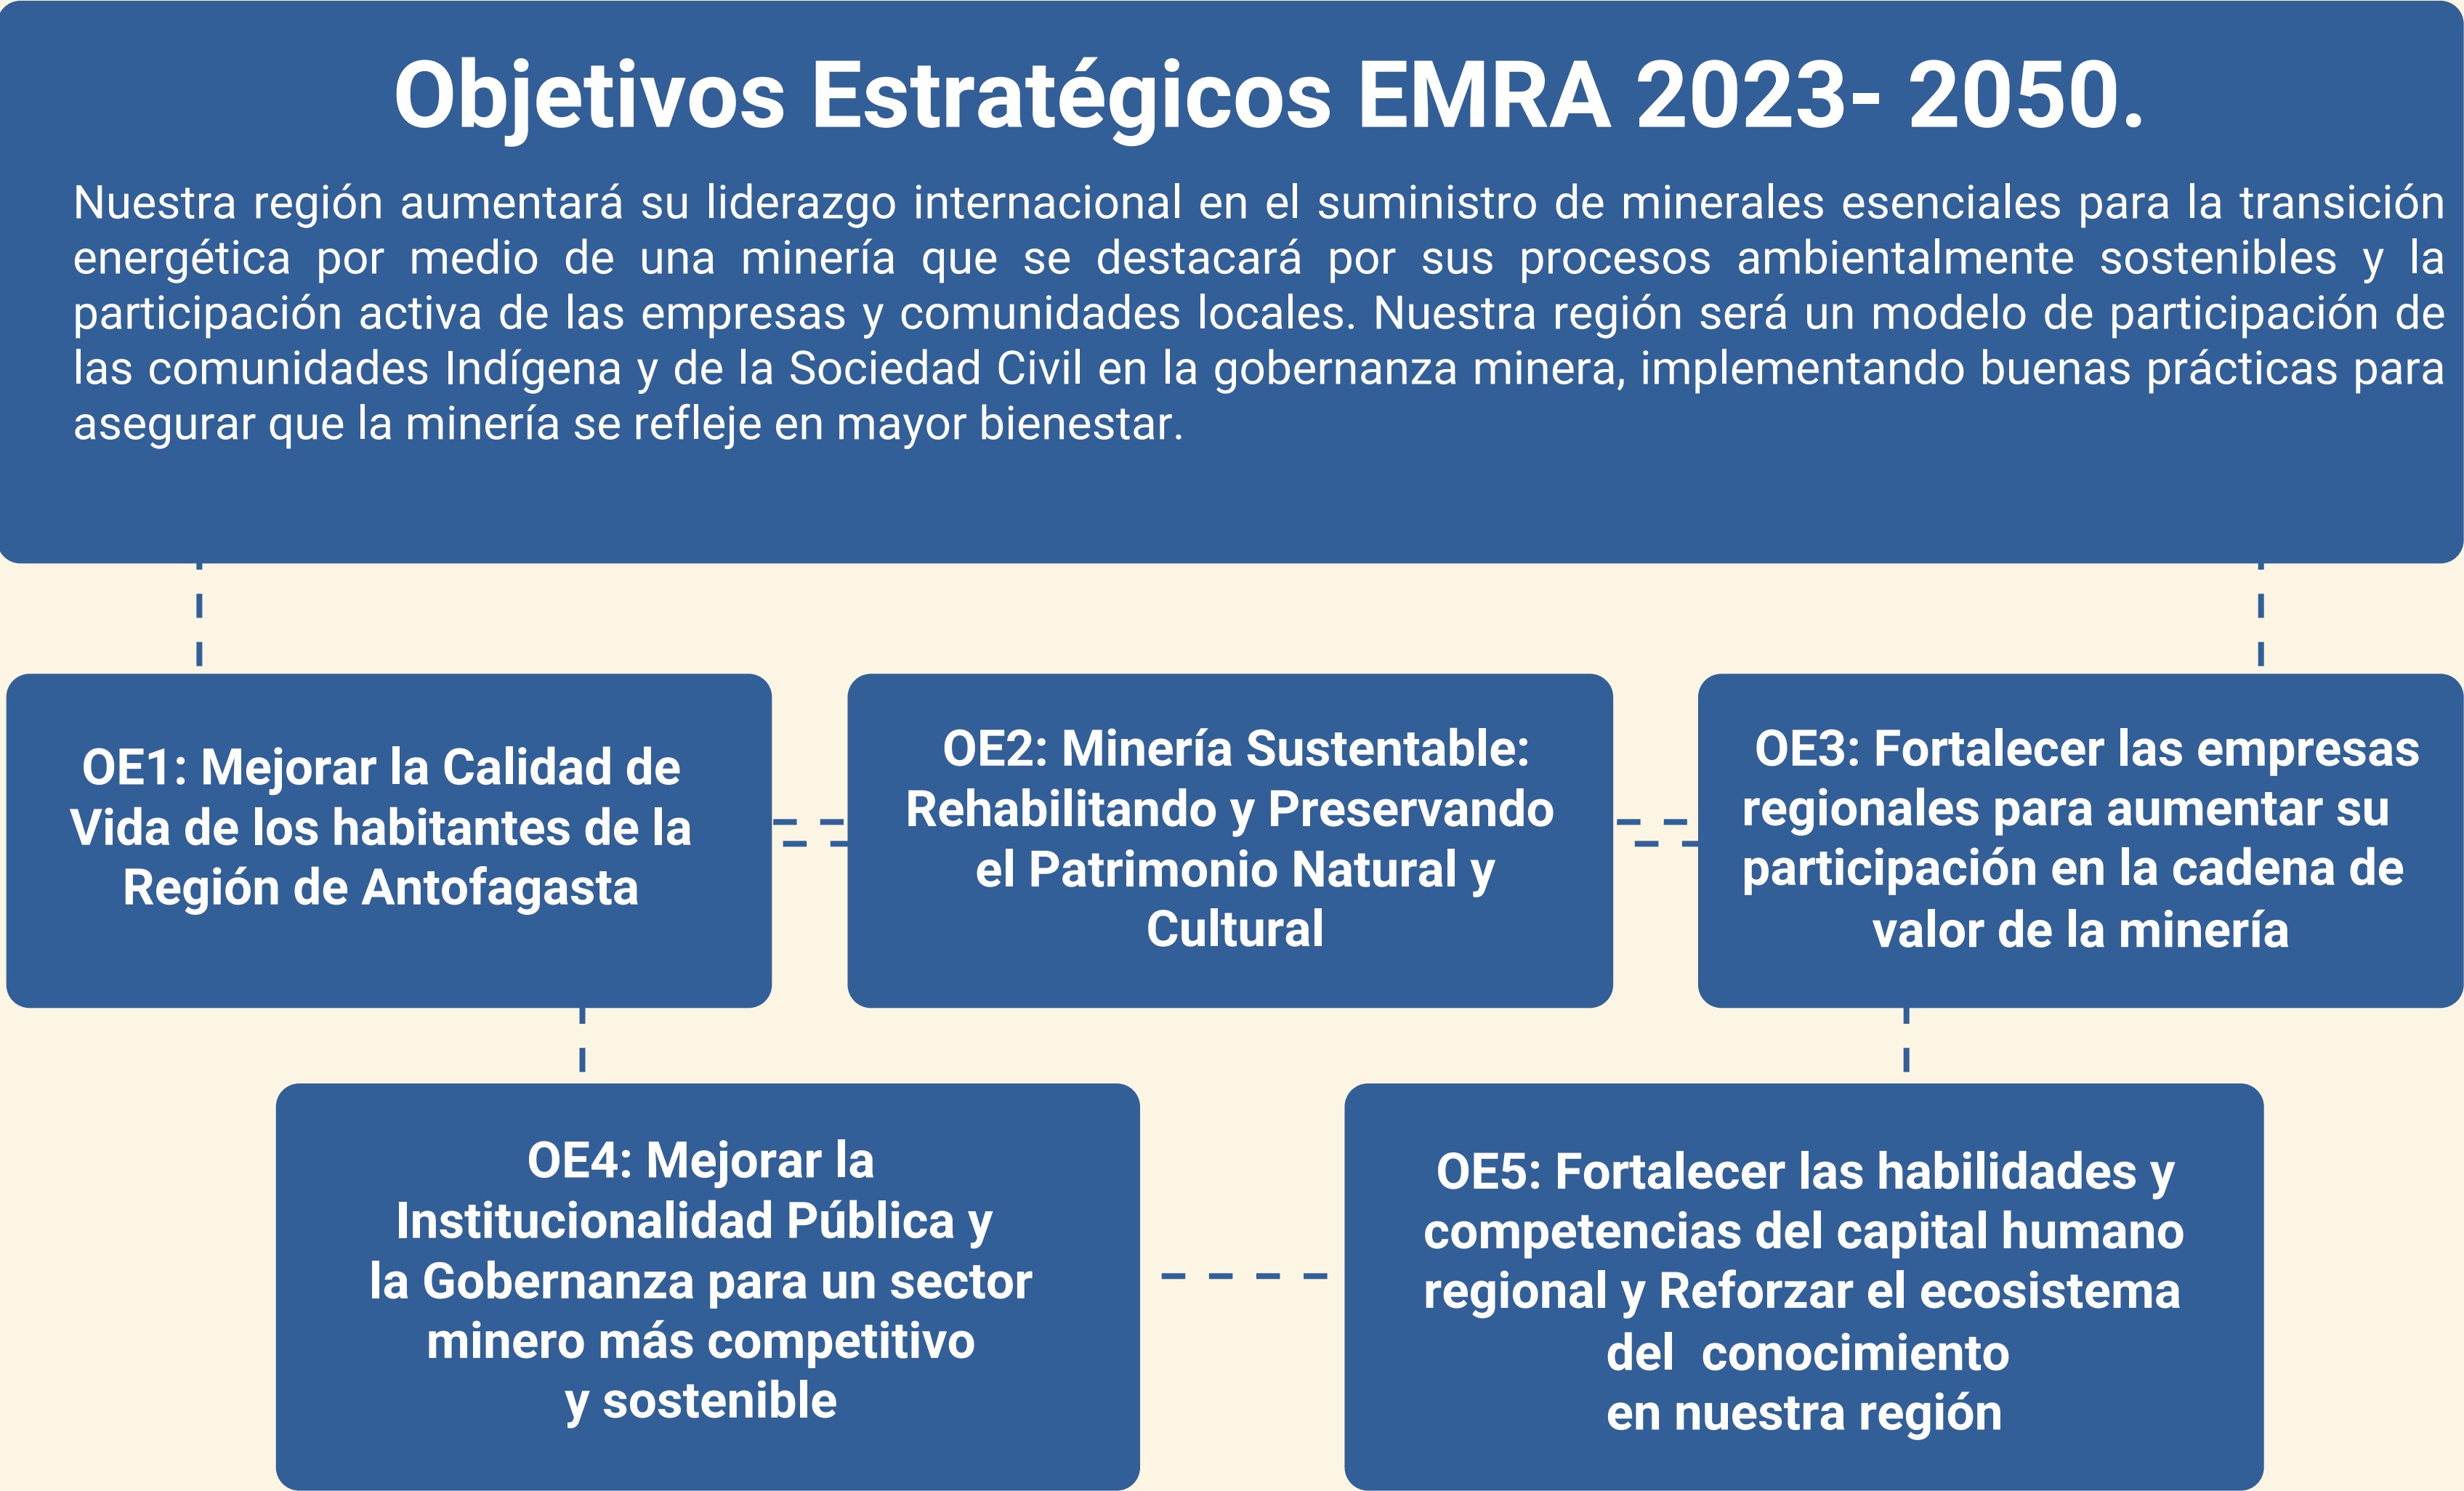 Objetivos Estratégicos EMRA 2023- 2050.
Nuestra región aumentará su liderazgo internacional en el suministro de minerales esenciales para la transición
energética por medio de una minería que se destacará por sus procesos ambientalmente sostenibles y la
participación activa de las empresas y comunidades locales. Nuestra región será un modelo de participación de
las comunidades Indígena y de la Sociedad Civil en la gobernanza minera, implementando buenas prácticas para
asegurar que la minería se refleje en mayor bienestar.
OE1: Mejorar la Calidad de
Vida de los habitantes de la
Región de Antofagasta
OE2: Minería Sustentable:
Rehabilitando y Preservando
el Patrimonio Natural y
Cultural
OE3: Fortalecer las empresas
regionales para aumentar su
participación en la cadena de
valor de la minería
OE4: Mejorar la
Institucionalidad Pública y
la Gobernanza para un sector
minero más competitivo
y sostenible
OE5: Fortalecer las habilidades y
competencias del capital humano
regional y Reforzar el ecosistema
del  conocimiento
en nuestra región